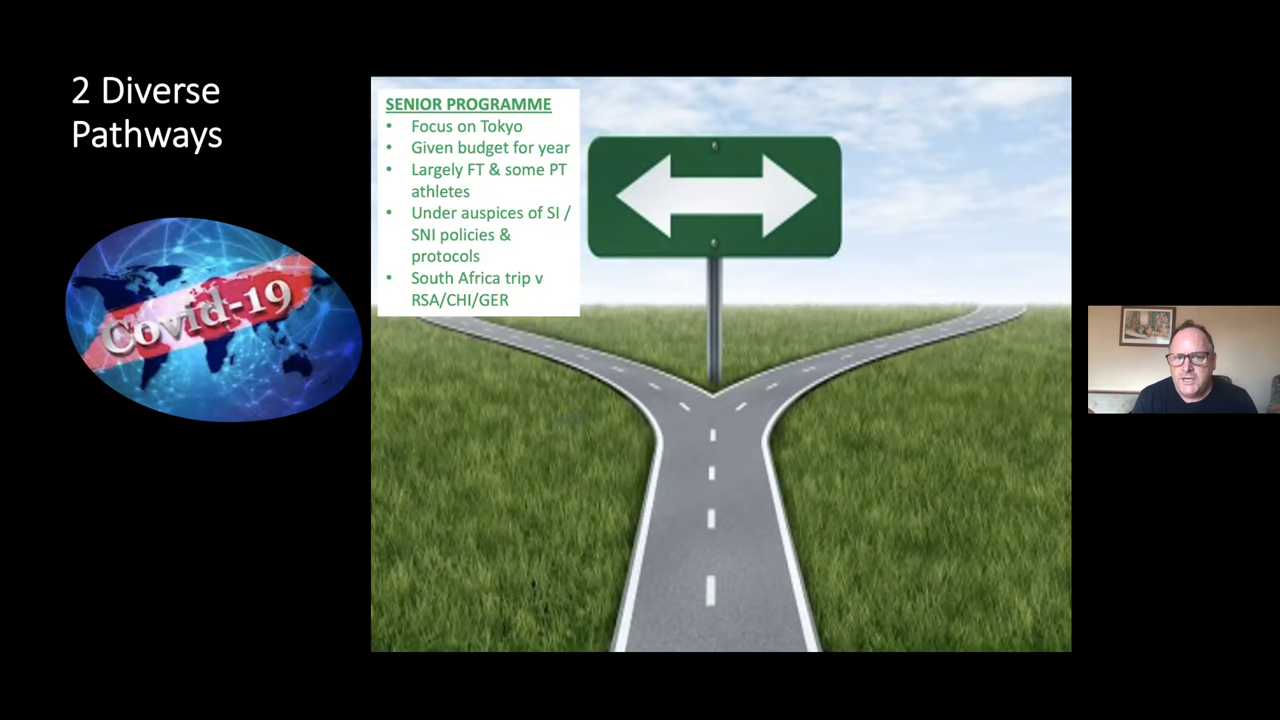 2 Diverse
Pathways
SENIOR PROGRAMME
• Focus on Tokyo
• Given budget for year
• Largely FT & some PT
athletes
• Under auspices of SI /
SNI policies &
protocols
• South Africa trip v
RSA/CHI/GER
Covid-19